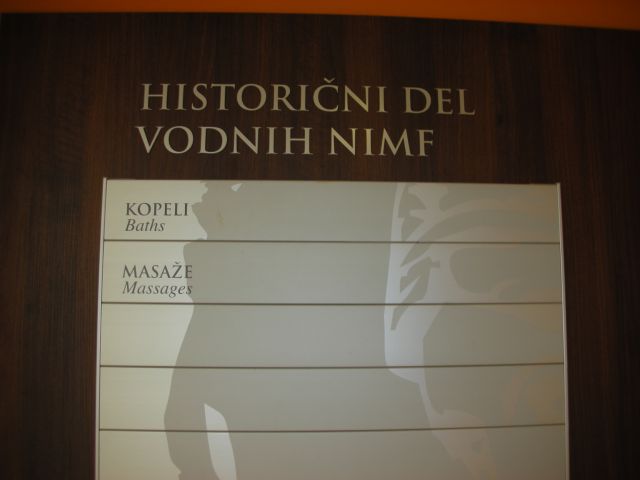 HISTORIČNI DEL
VODNIH NIMF
KOPELI
Baths
MASAŽE
Massages